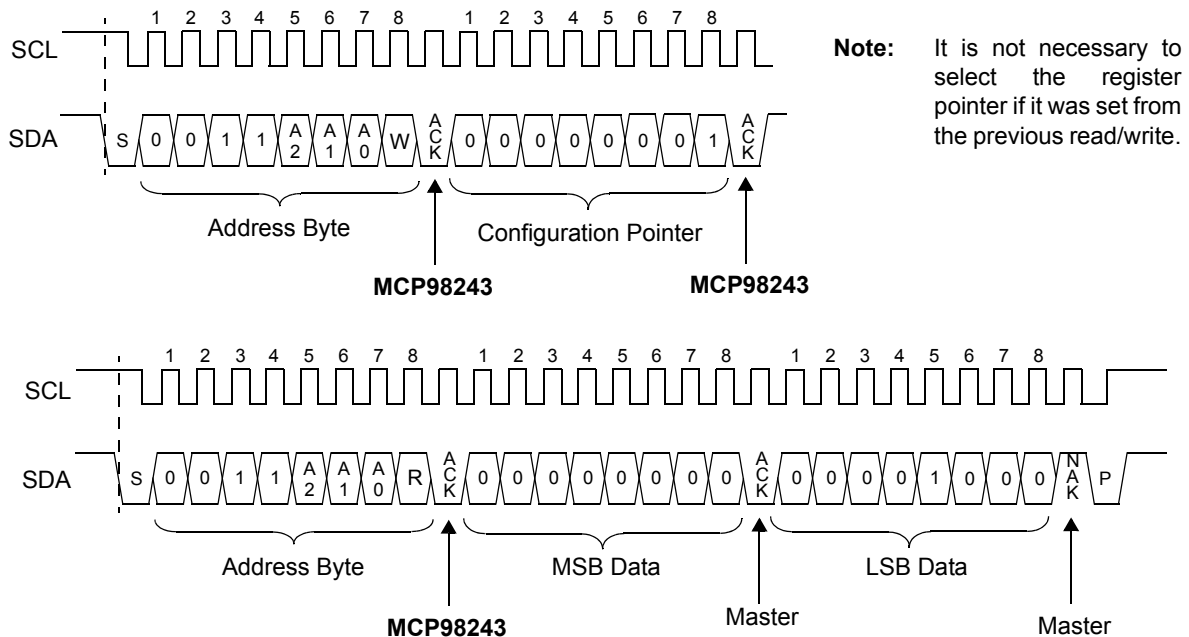 1 2 3 4 5 6 7 8 1 2 3 4 5 6 7 8
SCL
SDA
S 0 0 1 1 A2 A1 A0 W ACK 0 0 0 0 0 0 0 1 ACK
Address Byte
Configuration Pointer
MCP98243
MCP98243
Note: It is not necessary to
select the register
pointer if it was set from
the previous read/write.
1 2 3 4 5 6 7 8 1 2 3 4 5 6 7 8 1 2 3 4 5 6 7 8
SCL
SDA
S 0 0 1 1 A2 A1 A0 R ACK 0 0 0 0 0 0 0 0 ACK 0 0 0 0 1 0 0 0 NAK P
Address Byte
MSB Data
LSB Data
MCP98243
Master
Master